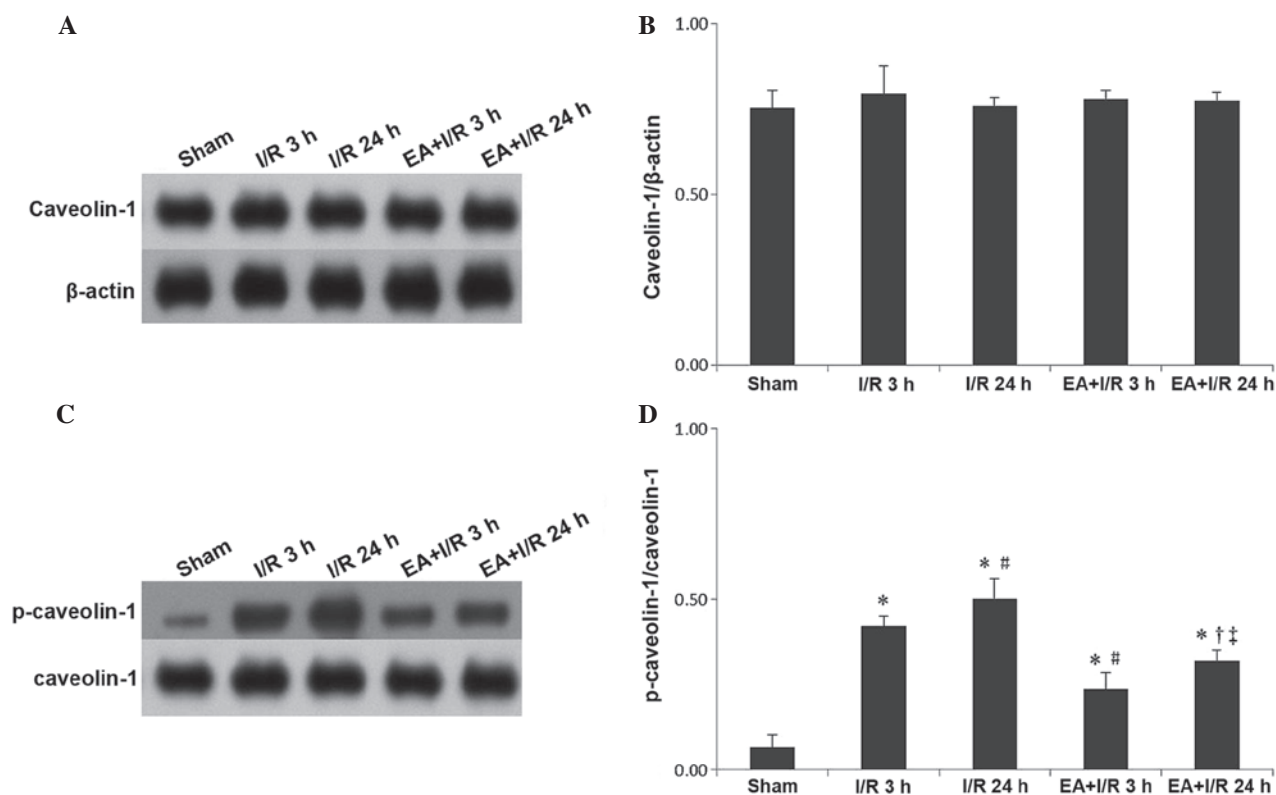 A
Sham
I/R 3 h
I/R 24 h
EA+I/R 3 h
EA+I/R 24 h
Caveolin-1
β-actin
B
Caveolin-1/β-actin
1.00
0.50
0.00
Sham
I/R 3 h
I/R 24 h
EA+I/R 3 h
EA+I/R 24 h
C
Sham
I/R 3 h
I/R 24 h
EA+I/R 3 h
EA+I/R 24 h
p-caveolin-1
caveolin-1
D
p-caveolin-1/caveolin-1
1.00
0.50
0.00
*
* #
* #
* † ‡
Sham
I/R 3 h
I/R 24 h
EA+I/R 3 h
EA+I/R 24 h